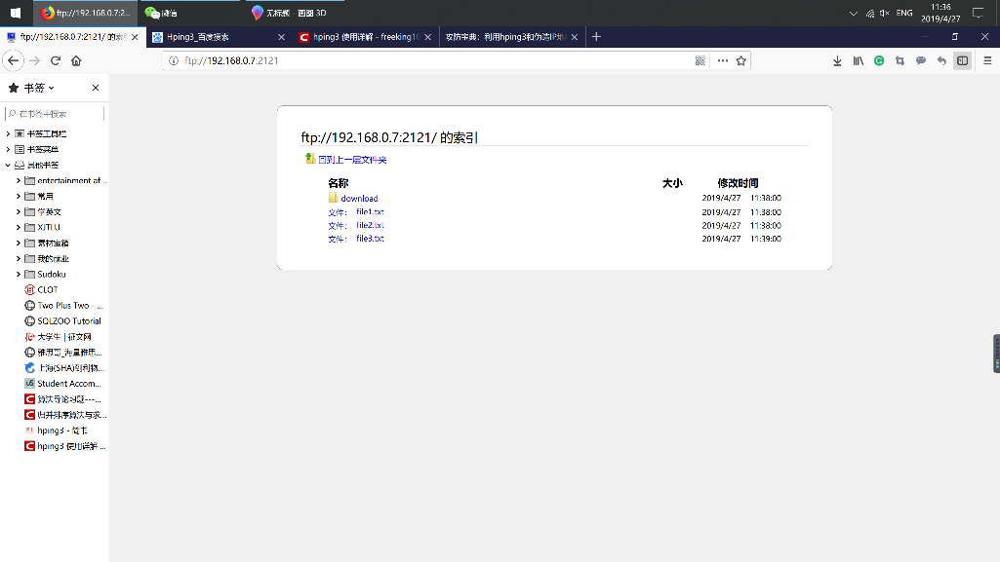 ftp://192.168.0.7:2...
微信
无标题 - 画图 3D
ENG
11:36
2019/4/27
ftp://192.168.0.7:2121/ 的索引
Hping3_百度搜索
hping3 使用详解 - freeking10
攻防宝典：利用hping3和伪造IP地
ftp://192.168.0.7:2121
书签
在书签中搜索
书签工具栏
书签菜单
其他书签
entertainment af...
常用
学英文
XJTLU
素材宝箱
我的就业
Sudoku
CLOT
Two Plus Two - ...
SQLZOO Tutorial
大学生 | 征文网
雅思哥_海量雅思...
上海(SHA)到利物...
Student Accom...
算法导论习题---...
归并排序算法与求...
hping3 - 简书
hping3 使用详解 ...
ftp://192.168.0.7:2121/ 的索引
回到上一层文件夹
名称 大小 修改时间
download 2019/4/27 11:38:00
文件： file1.txt 2019/4/27 11:38:00
文件： file2.txt 2019/4/27 11:38:00
文件： file3.txt 2019/4/27 11:39:00